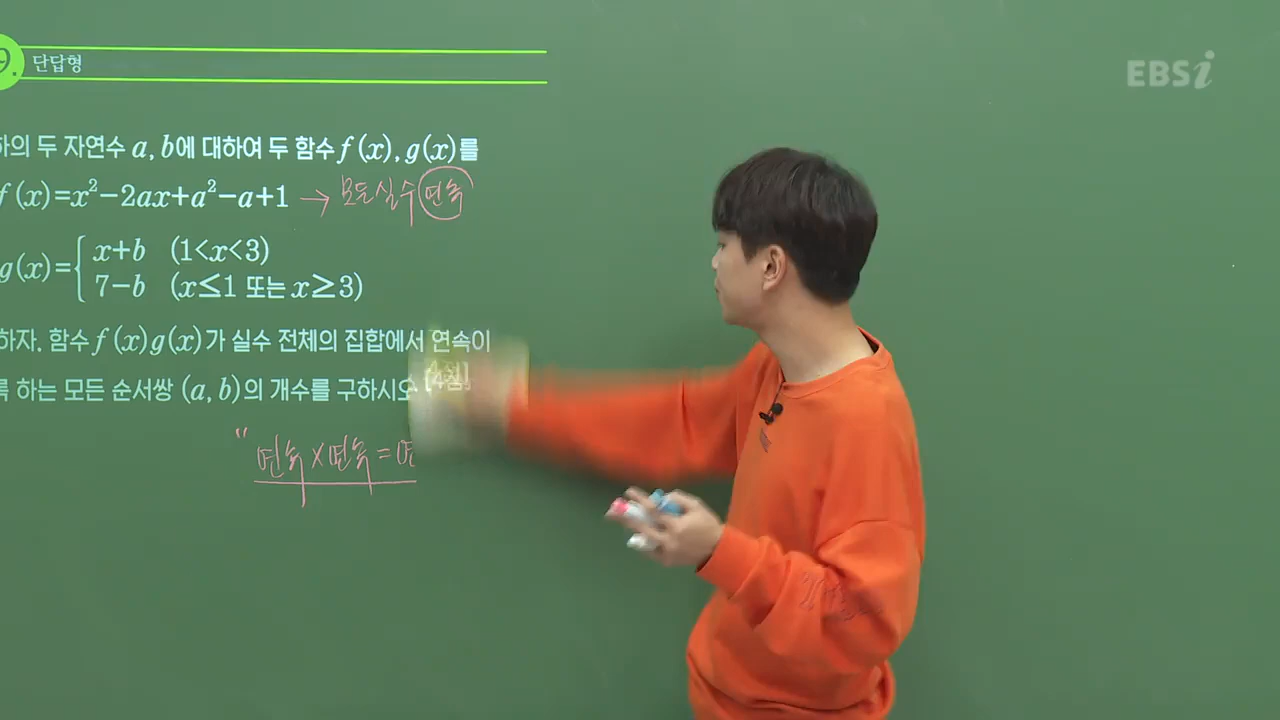 9. 단답형
EBSi
하의 두 자연수 a, b에 대하여 두 함수 f(x), g(x)를
f(x)=x²-2ax+a²-a+1 → 모든 실수 연속
g(x)={ x+b (1<x<3)
7-b (x≤1 또는 x≥3)
하자. 함수 f(x)g(x)가 실수 전체의 집합에서 연속이
록 하는 모든 순서쌍 (a, b)의 개수를 구하시오. [4점]
" 연속 × 연속 =